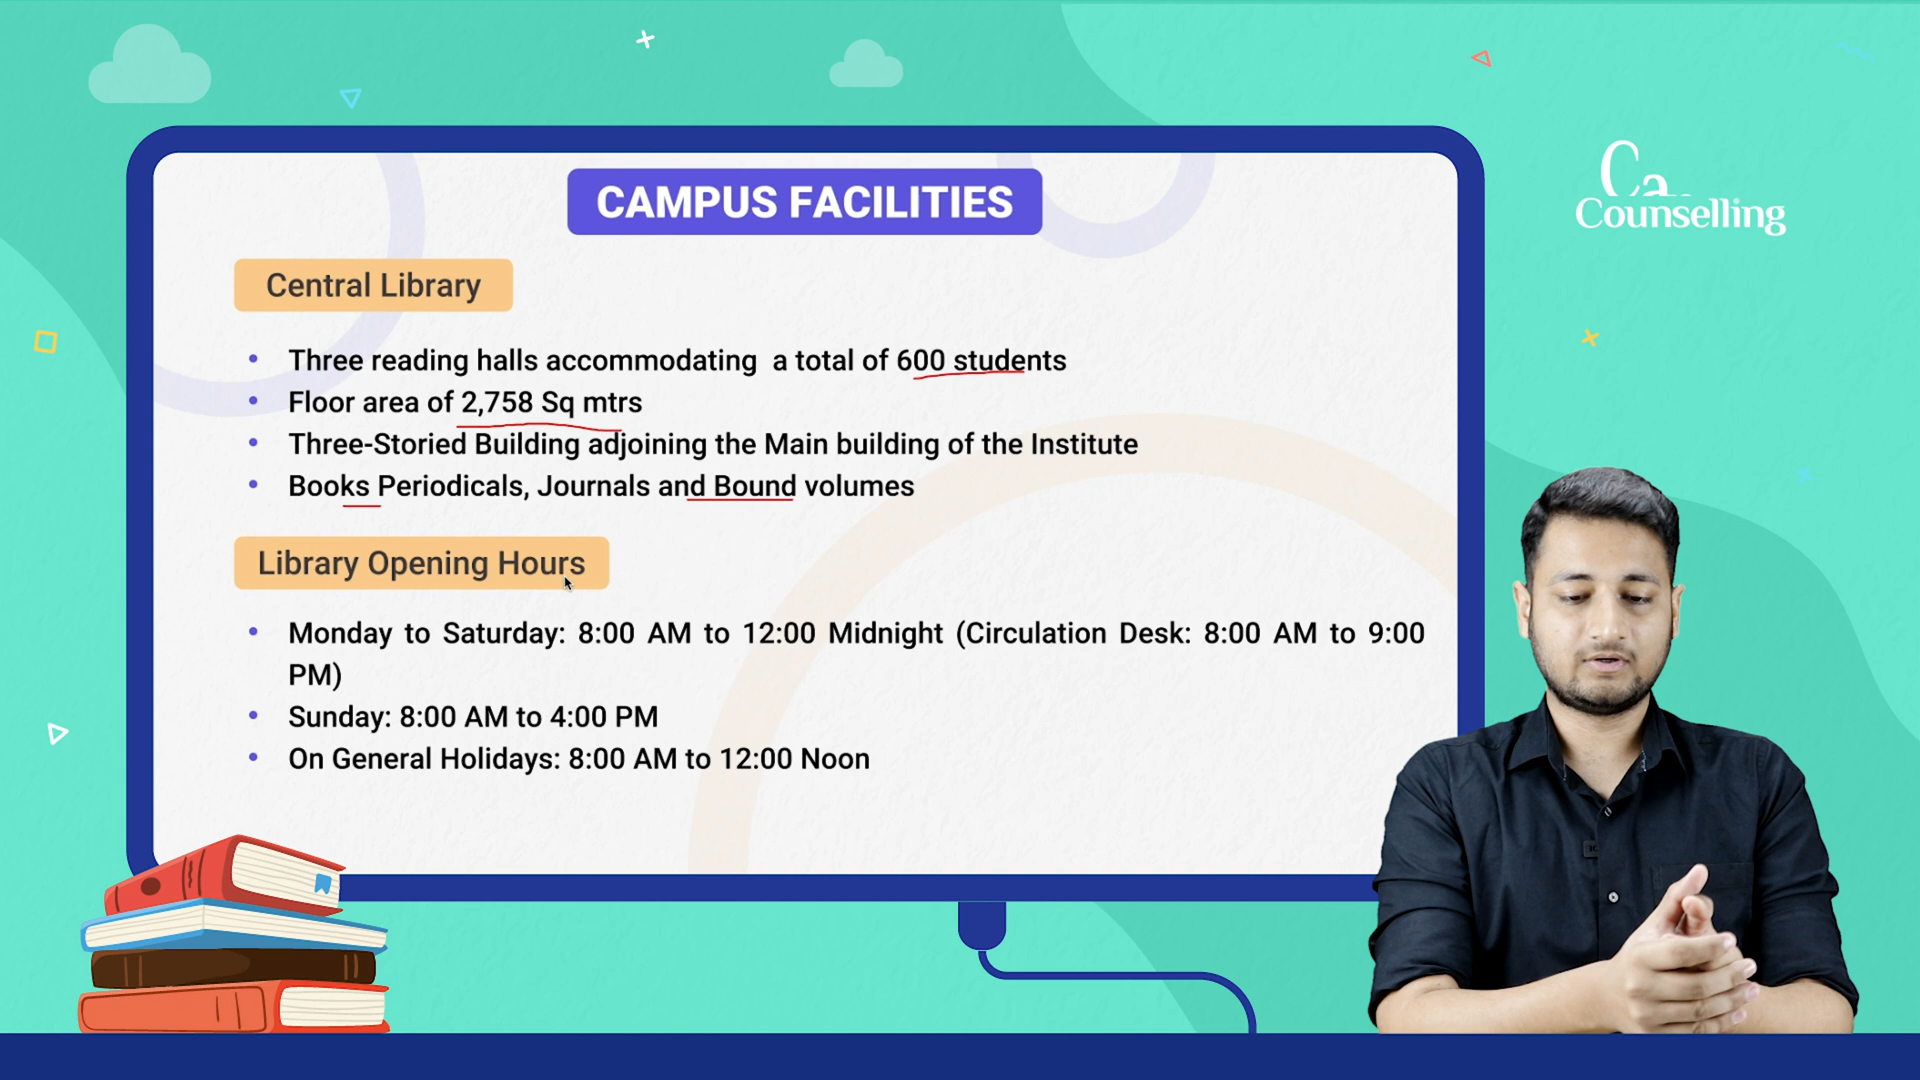 CAMPUS FACILITIES
Ca
Counselling
Central Library
• Three reading halls accommodating a total of 600 students
• Floor area of 2,758 Sq mtrs
• Three-Storied Building adjoining the Main building of the Institute
• Books Periodicals, Journals and Bound volumes
Library Opening Hours
• Monday to Saturday: 8:00 AM to 12:00 Midnight (Circulation Desk: 8:00 AM to 9:00
PM)
• Sunday: 8:00 AM to 4:00 PM
• On General Holidays: 8:00 AM to 12:00 Noon